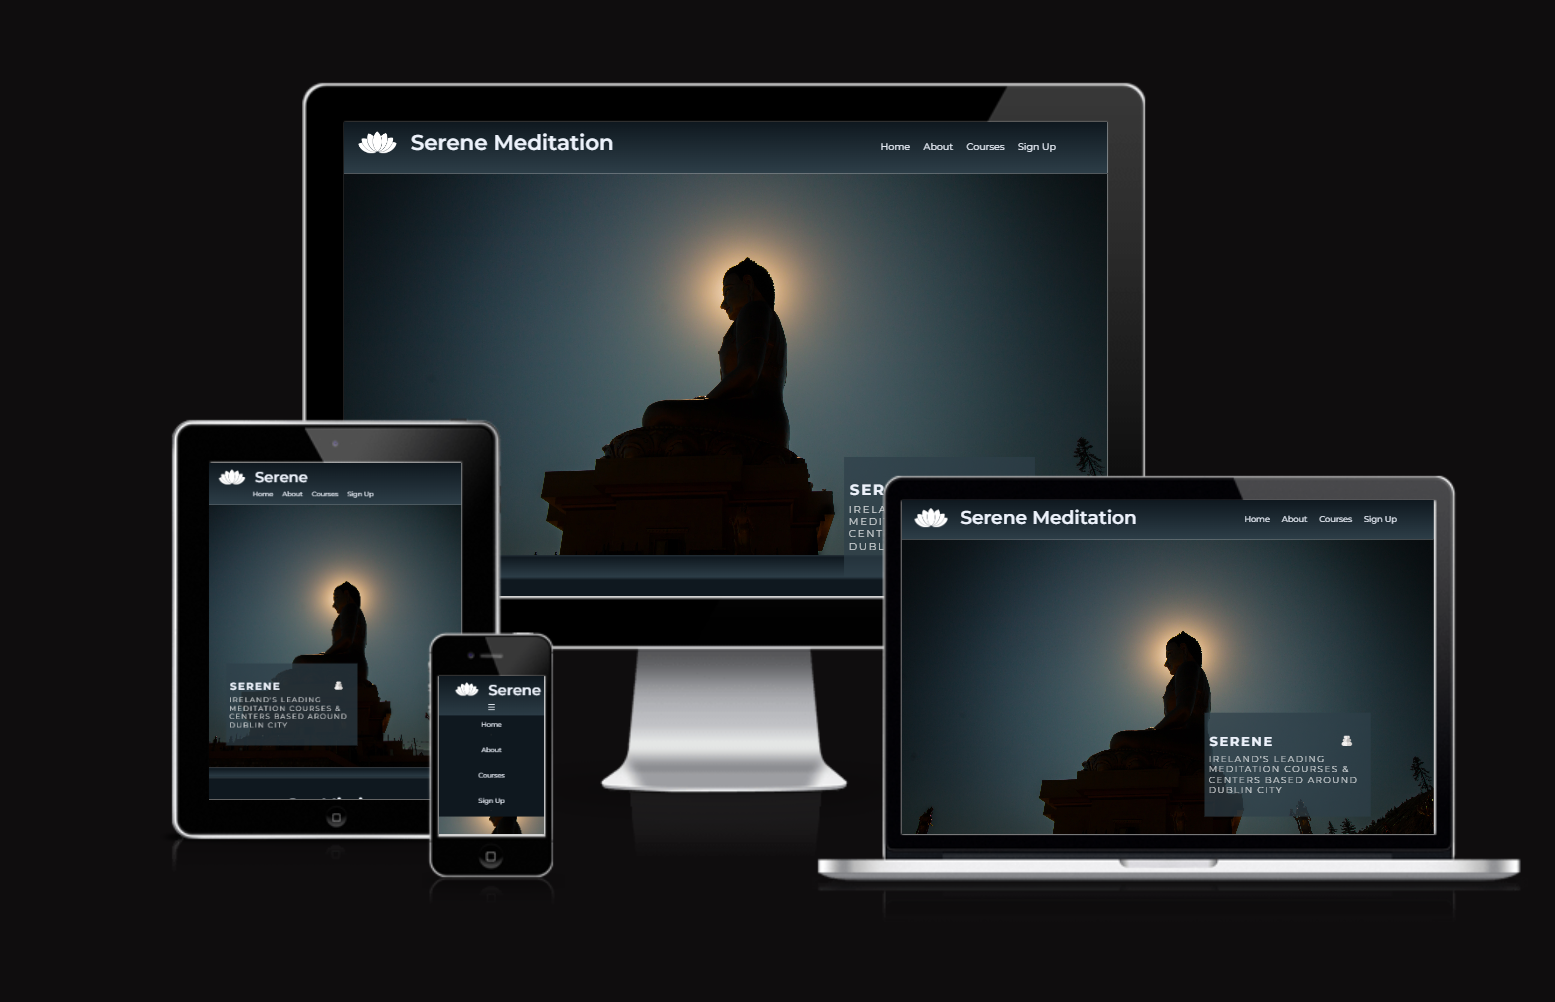 Serene Meditation
Home About Courses Sign Up
SER
IRELA
MEDI
CENT
DUBL
Serene
Home About Courses Sign Up
SERENE
IRELAND'S LEADING
MEDITATION COURSES &
CENTERS BASED AROUND
DUBLIN CITY
Serene
Home
About
Courses
Sign Up
Serene Meditation
Home About Courses Sign Up
SERENE
IRELAND'S LEADING
MEDITATION COURSES &
CENTERS BASED AROUND
DUBLIN CITY